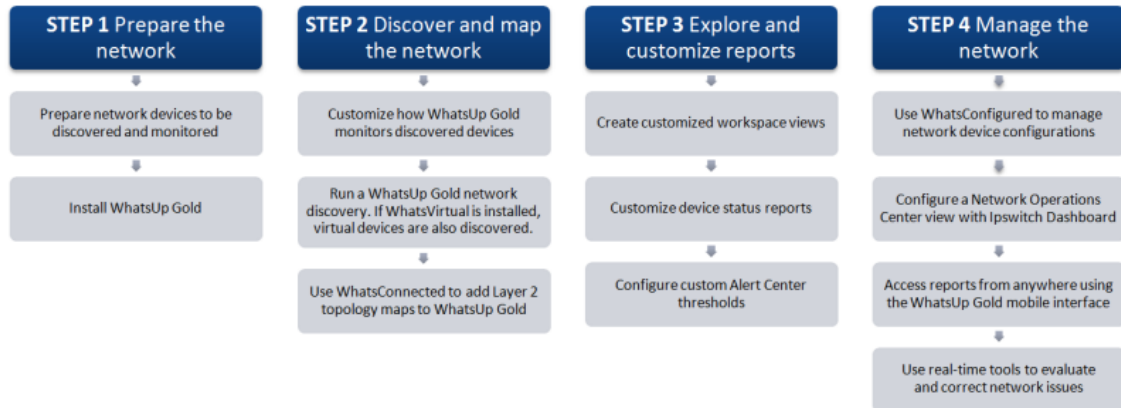 STEP 1 Prepare the
network
Prepare network devices to be
discovered and monitored
Install WhatsUp Gold
STEP 2 Discover and map
the network
Customize how WhatsUp Gold
monitors discovered devices
Run a WhatsUp Gold network
discovery. If WhatsVirtual is installed,
virtual devices are also discovered.
Use WhatsConnected to add Layer 2
topology maps to WhatsUp Gold
STEP 3 Explore and
customize reports
Create customized workspace views
Customize device status reports
Configure custom Alert Center
thresholds
STEP 4 Manage the
network
Use WhatsConfigured to manage
network device configurations
Configure a Network Operations
Center view with Ipswitch Dashboard
Access reports from anywhere using
the WhatsUp Gold mobile interface
Use real-time tools to evaluate
and correct network issues